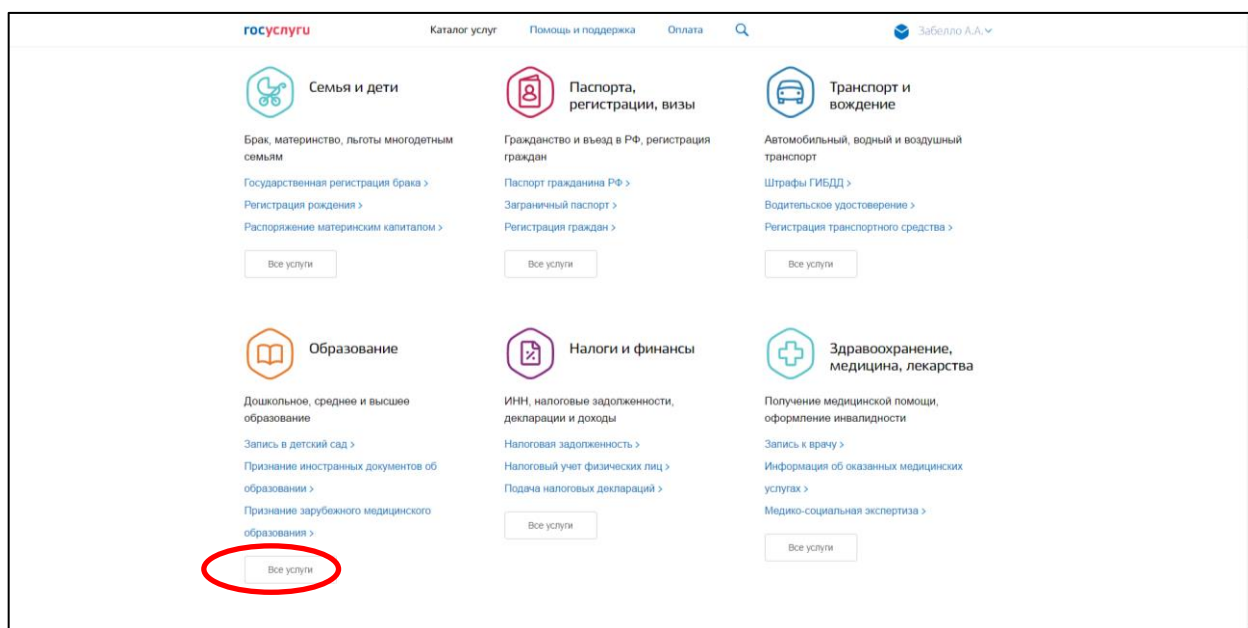 госуслуги Каталог услуг Помощь и поддержка Оплата Забелло А.А.
Семья и дети
Брак, материнство, льготы многодетным
семьям
Государственная регистрация брака >
Регистрация рождения >
Распоряжение материнским капиталом >
Все услуги
Паспорта,
регистрации, визы
Гражданство и въезд в РФ, регистрация
граждан
Паспорт гражданина РФ >
Заграничный паспорт >
Регистрация граждан >
Все услуги
Транспорт и
вождение
Автомобильный, водный и воздушный
транспорт
Штрафы ГИБДД >
Водительское удостоверение >
Регистрация транспортного средства >
Все услуги
Образование
Дошкольное, среднее и высшее
образование
Запись в детский сад >
Признание иностранных документов об
образовании >
Признание зарубежного медицинского
образования >
Все услуги
Налоги и финансы
ИНН, налоговые задолженности,
декларации и доходы
Налоговая задолженность >
Налоговый учет физических лиц >
Подача налоговых деклараций >
Все услуги
Здравоохранение,
медицина, лекарства
Получение медицинской помощи,
оформление инвалидности
Запись к врачу >
Информация об оказанных медицинских
услугах >
Медико-социальная экспертиза >
Все услуги